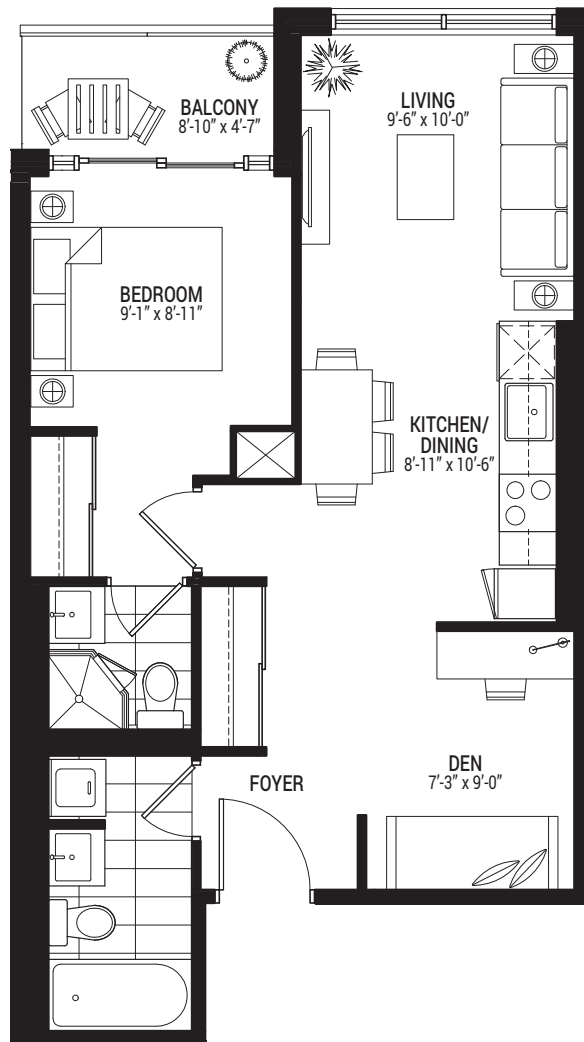 BALCONY
8'-10" x 4'-7"
LIVING
9'-6" x 10'-0"
BEDROOM
9'-1" x 8'-11"
KITCHEN/
DINING
8'-11" x 10'-6"
FOYER
DEN
7'-3" x 9'-0"